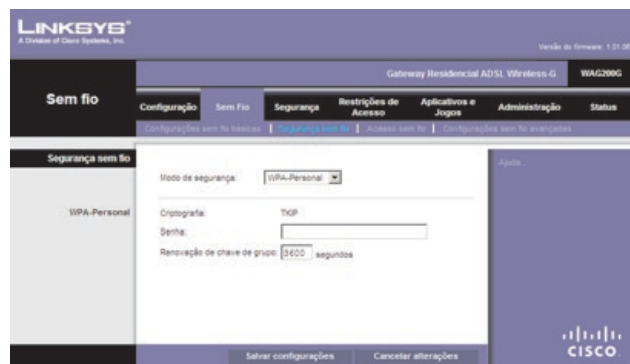 LINKSYS®
A Division of Cisco Systems, Inc.
Versão do firmware: 1.01.05
Gateway Residencial ADSL Wireless-G
WAG200G
Sem fio
Configuração
Sem Fio
Segurança
Restrições de
Acesso
Aplicativos e
Jogos
Administração
Status
Configurações sem fio básicas | Segurança sem fio | Acesso sem fio | Configurações sem fio avançadas
Segurança sem fio
Modo de segurança: WPA-Personal
Ajuda...
WPA-Personal
Criptografia: TKIP
Senha:
Renovação de chave de grupo: 3600 segundos
Salvar configurações
Cancelar alterações
CISCO